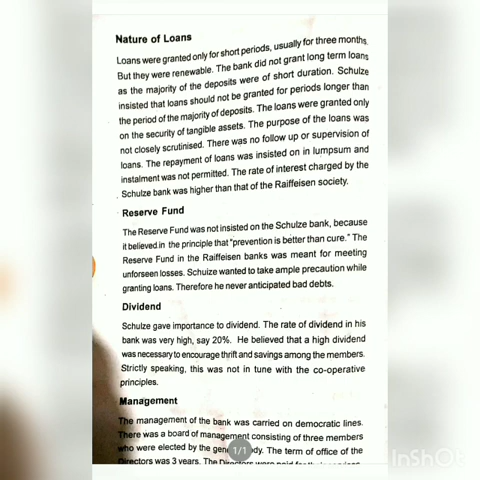 Nature of Loans
Loans were granted only for short periods, usually for three months.
But they were renewable. The bank did not grant long term loans
as the majority of the deposits were of short duration. Schulze
insisted that loans should not be granted for periods longer than
the period of the majority of deposits. The loans were granted only
on the security of tangible assets. The purpose of the loans was
not closely scrutinised. There was no follow up or supervision of
loans. The repayment of loans was insisted on in lumpsum and
instalment was not permitted. The rate of interest charged by the
Schulze bank was higher than that of the Raiffeisen society.
Reserve Fund
The Reserve Fund was not insisted on the Schulze bank, because
it believed in the principle that "prevention is better than cure." The
Reserve Fund in the Raiffeisen banks was meant for meeting
unforseen losses. Schulze wanted to take ample precaution while
granting loans. Therefore he never anticipated bad debts.
Dividend
Schulze gave importance to dividend. The rate of dividend in his
bank was very high, say 20%. He believed that a high dividend
was necessary to encourage thrift and savings among the members.
Strictly speaking, this was not in tune with the co-operative
principles.
Management
The management of the bank was carried on democratic lines.
There was a board of management consisting of three members
who were elected by the gen 1/1 dy. The term of office of the
Directors was 3 years. The
InShOt